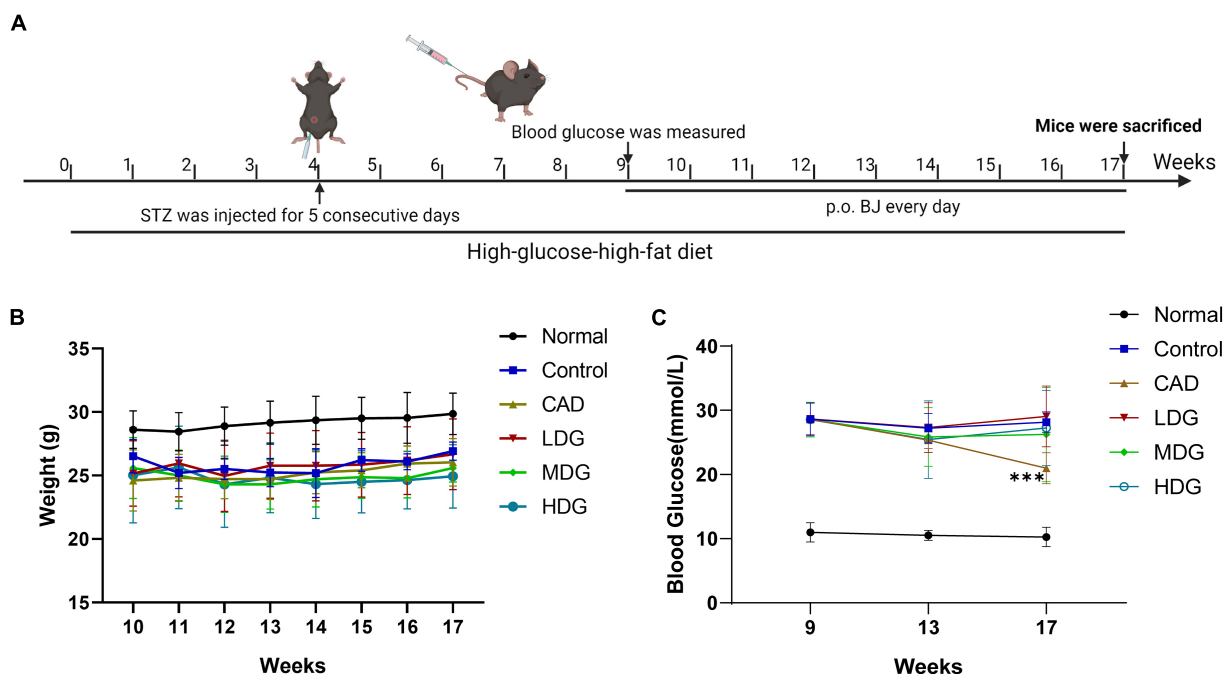 A
Blood glucose was measured
Mice were sacrificed
0 1 2 3 4 5 6 7 8 9 10 11 12 13 14 15 16 17 Weeks
STZ was injected for 5 consecutive days
p.o. BJ every day
High-glucose-high-fat diet
B
Normal
Control
CAD
LDG
MDG
HDG
35
30
25
20
15
Weight (g)
10 11 12 13 14 15 16 17
Weeks
C
Normal
Control
CAD
LDG
MDG
HDG
40
30
20
10
0
Blood Glucose(mmol/L)
***
9 13 17
Weeks